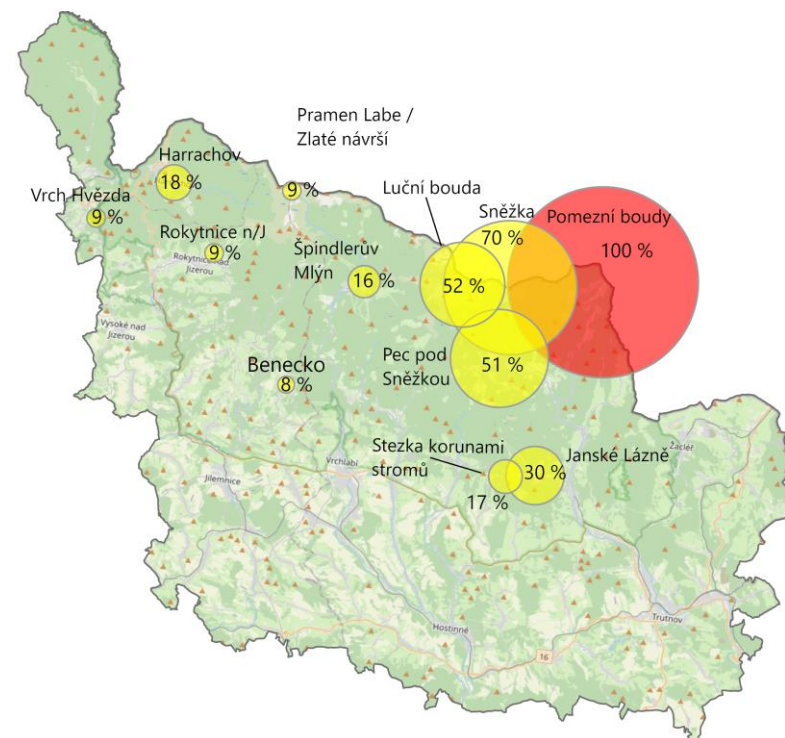 Pramen Labe /
Zlaté návrší
9 %
Harrachov
18 %
Vrch Hvězda
9 %
Rokytnice n/J
9 %
Rokytnice nad
Jizerou
Luční bouda
52 %
Sněžka
70 %
Pomezní boudy
100 %
Špindlerův
Mlýn
16 %
Vysoké nad
Jizerou
Pec pod
Sněžkou
51 %
Benecko
8 %
Stezka korunami
stromů
17 %
Janské Lázně
30 %
Žacléř
Vrchlabí
Jilemnice
Hostinné
16
Trutnov